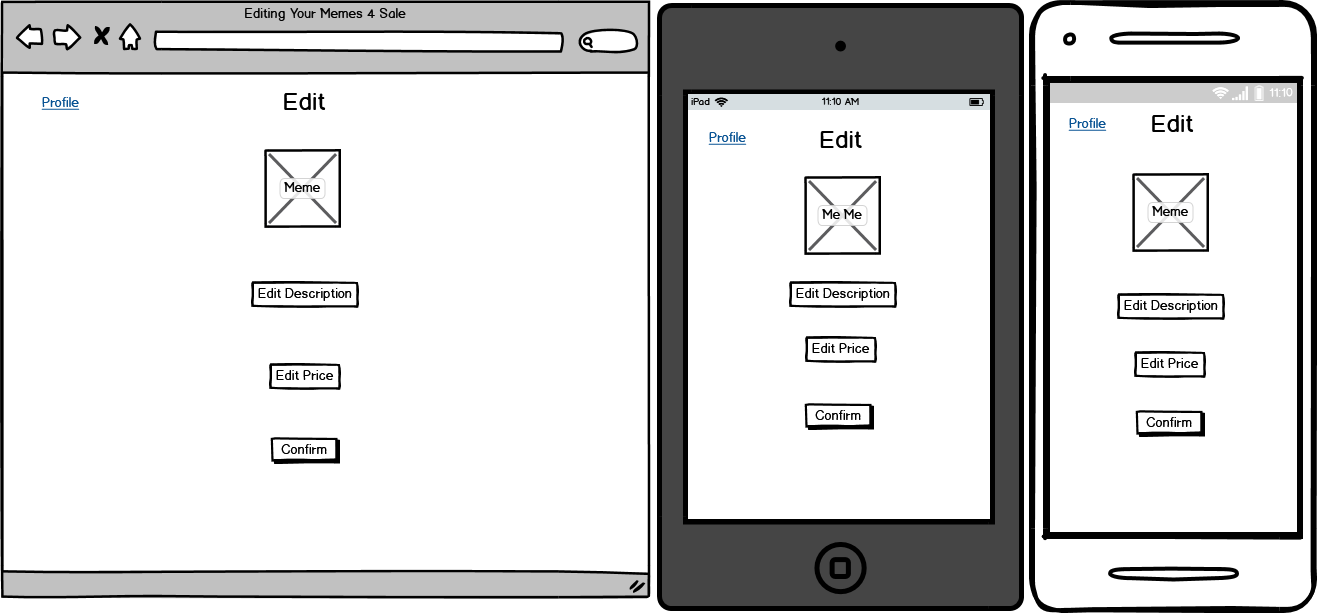 Editing Your Memes 4 Sale
Profile
Edit
Meme
Edit Description
Edit Price
Confirm
iPad
11:10 AM
Profile
Edit
Me Me
Edit Description
Edit Price
Confirm
11:10
Profile
Edit
Meme
Edit Description
Edit Price
Confirm